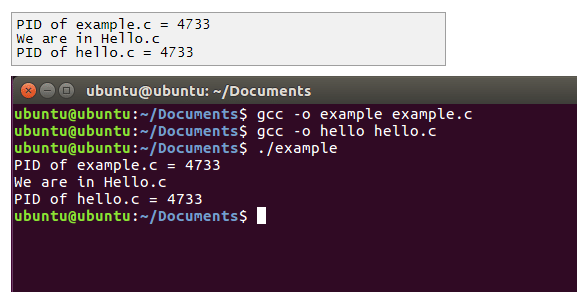 PID of example.c = 4733
We are in Hello.c
PID of hello.c = 4733
ubuntu@ubuntu: ~/Documents
ubuntu@ubuntu:~/Documents$ gcc -o example example.c
ubuntu@ubuntu:~/Documents$ gcc -o hello hello.c
ubuntu@ubuntu:~/Documents$ ./example
PID of example.c = 4733
We are in Hello.c
PID of hello.c = 4733
ubuntu@ubuntu:~/Documents$